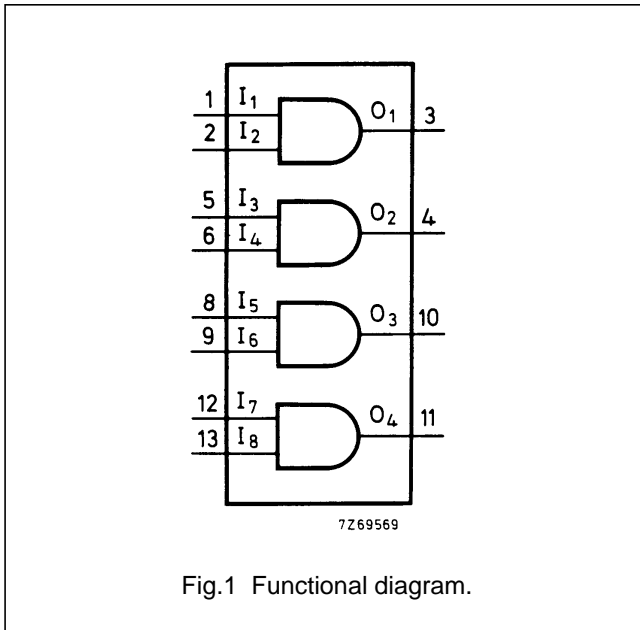 1 I1 O1 3
2 I2
5 I3 O2 4
6 I4
8 I5 O3 10
9 I6
12 I7 O4 11
13 I8
7Z69569
Fig.1 Functional diagram.